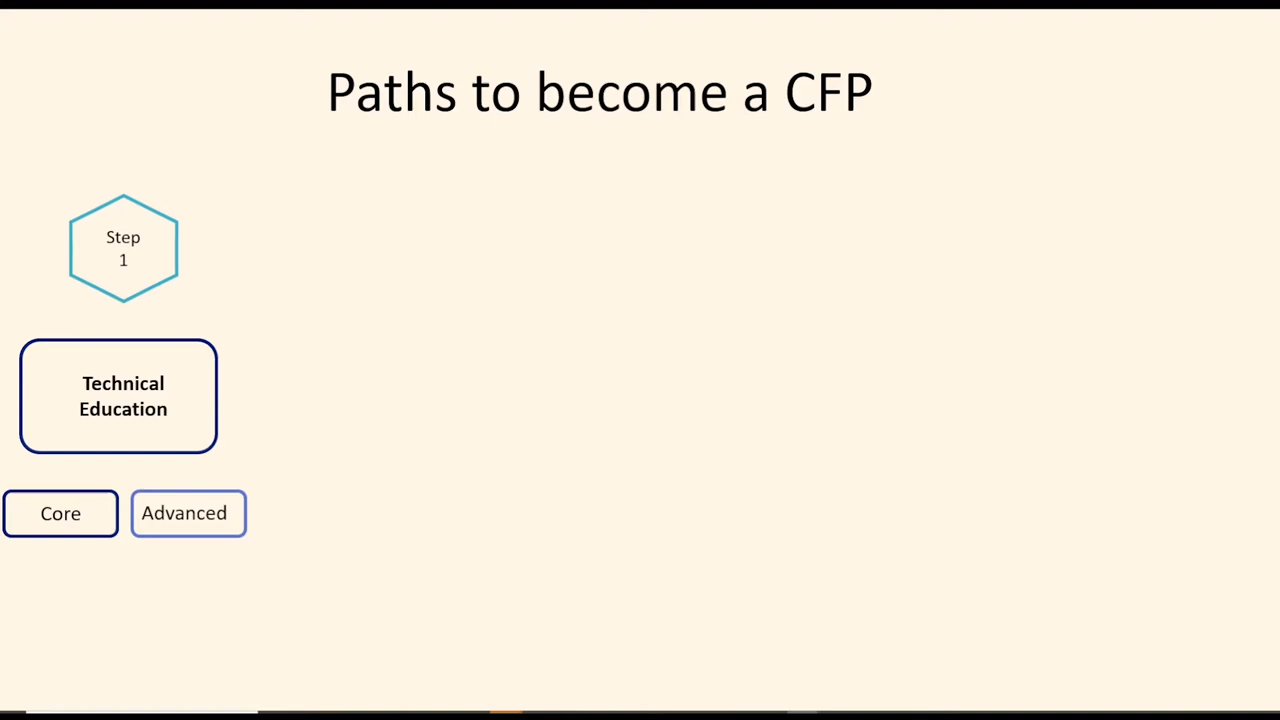 Paths to become a CFP
Step
1
Technical
Education
Core
Advanced